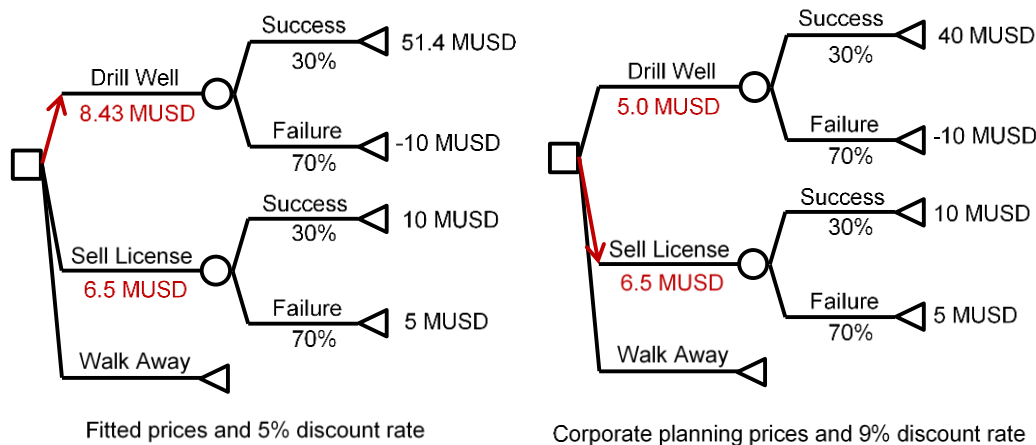 Success
51.4 MUSD
30%
Drill Well
8.43 MUSD
Failure
-10 MUSD
70%
Success
10 MUSD
30%
Sell License
6.5 MUSD
Failure
5 MUSD
70%
Walk Away
Fitted prices and 5% discount rate
Success
40 MUSD
30%
Drill Well
5.0 MUSD
Failure
-10 MUSD
70%
Success
10 MUSD
30%
Sell License
6.5 MUSD
Failure
5 MUSD
70%
Walk Away
Corporate planning prices and 9% discount rate